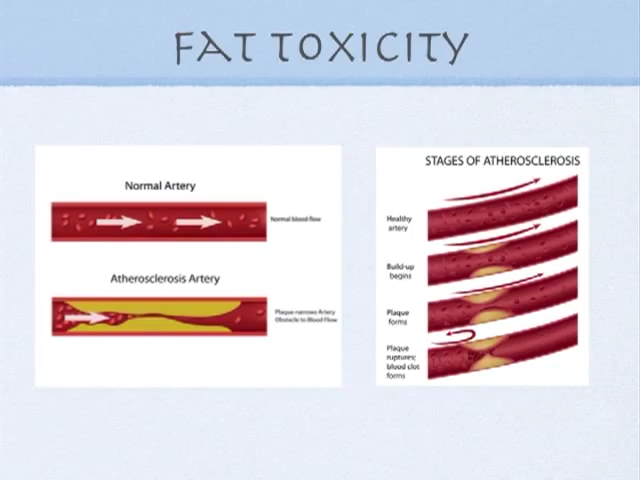 FAT TOXICITY
Normal Artery
Normal blood flow
Atherosclerosis Artery
Plaque narrows Artery
Obstacle to Blood Flow
STAGES OF ATHEROSCLEROSIS
Healthy
artery
Build-up
begins
Plaque
forms
Plaque
ruptures;
blood clot
forms